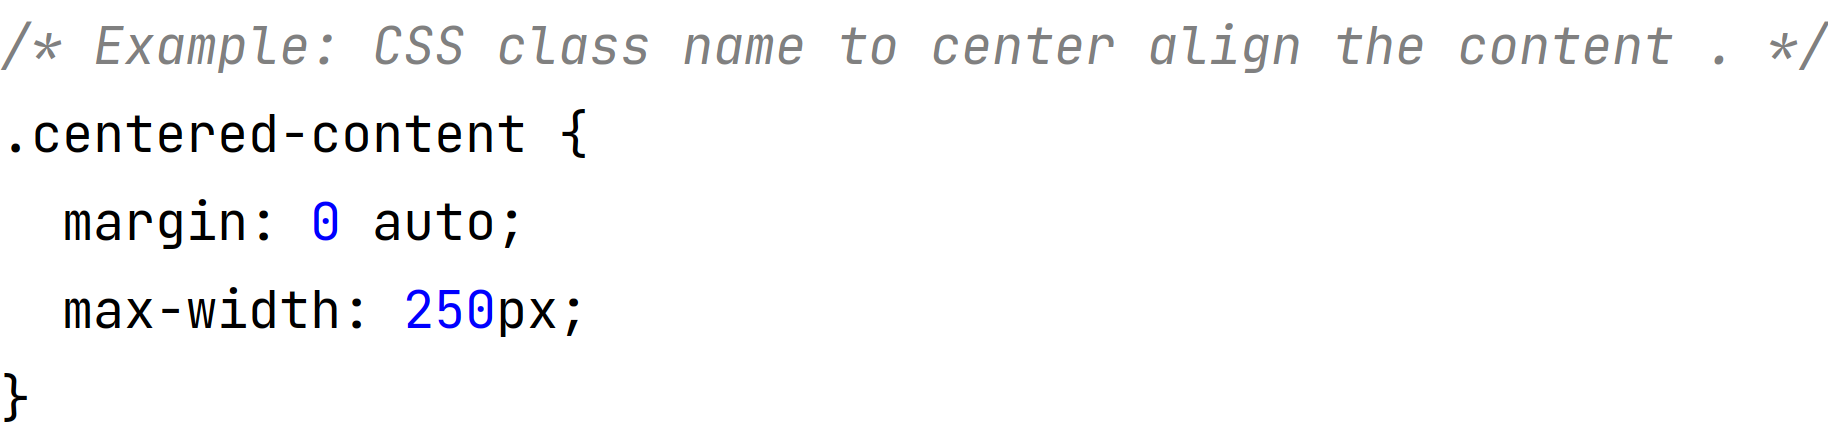 /* Example: CSS class name to center align the content . */
.centered-content {
  margin: 0 auto;
  max-width: 250px;
}